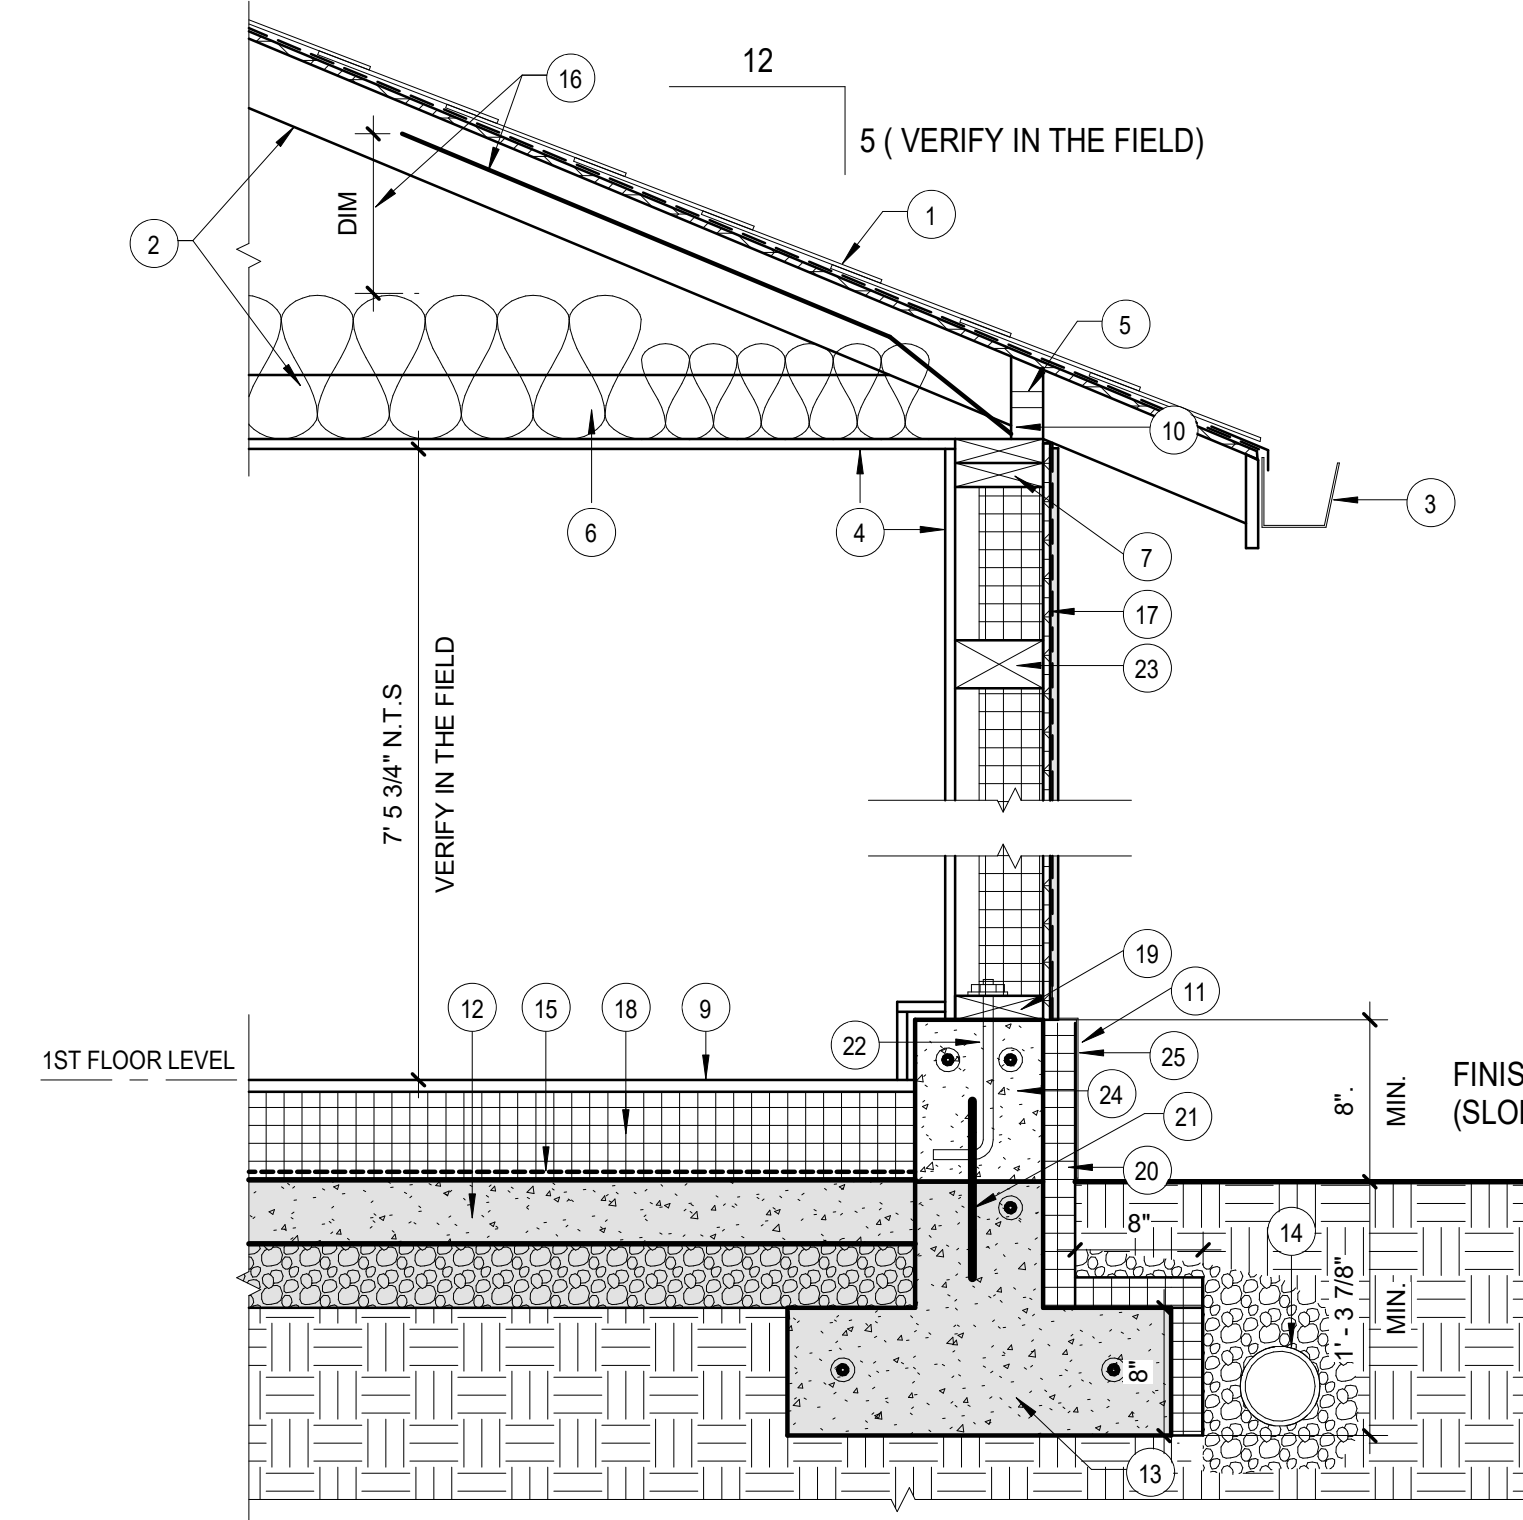 12
16
5 ( VERIFY IN THE FIELD)
1
DIM
2
5
10
3
6
4
7
17
23
7' 5 3/4" N.T.S
VERIFY IN THE FIELD
19
12
15
18
9
11
22
25
1ST FLOOR LEVEL
24
21
20
8".
MIN.
FINIS
(SLO
8"
14
1' - 3 7/8"
MIN.
8"
13